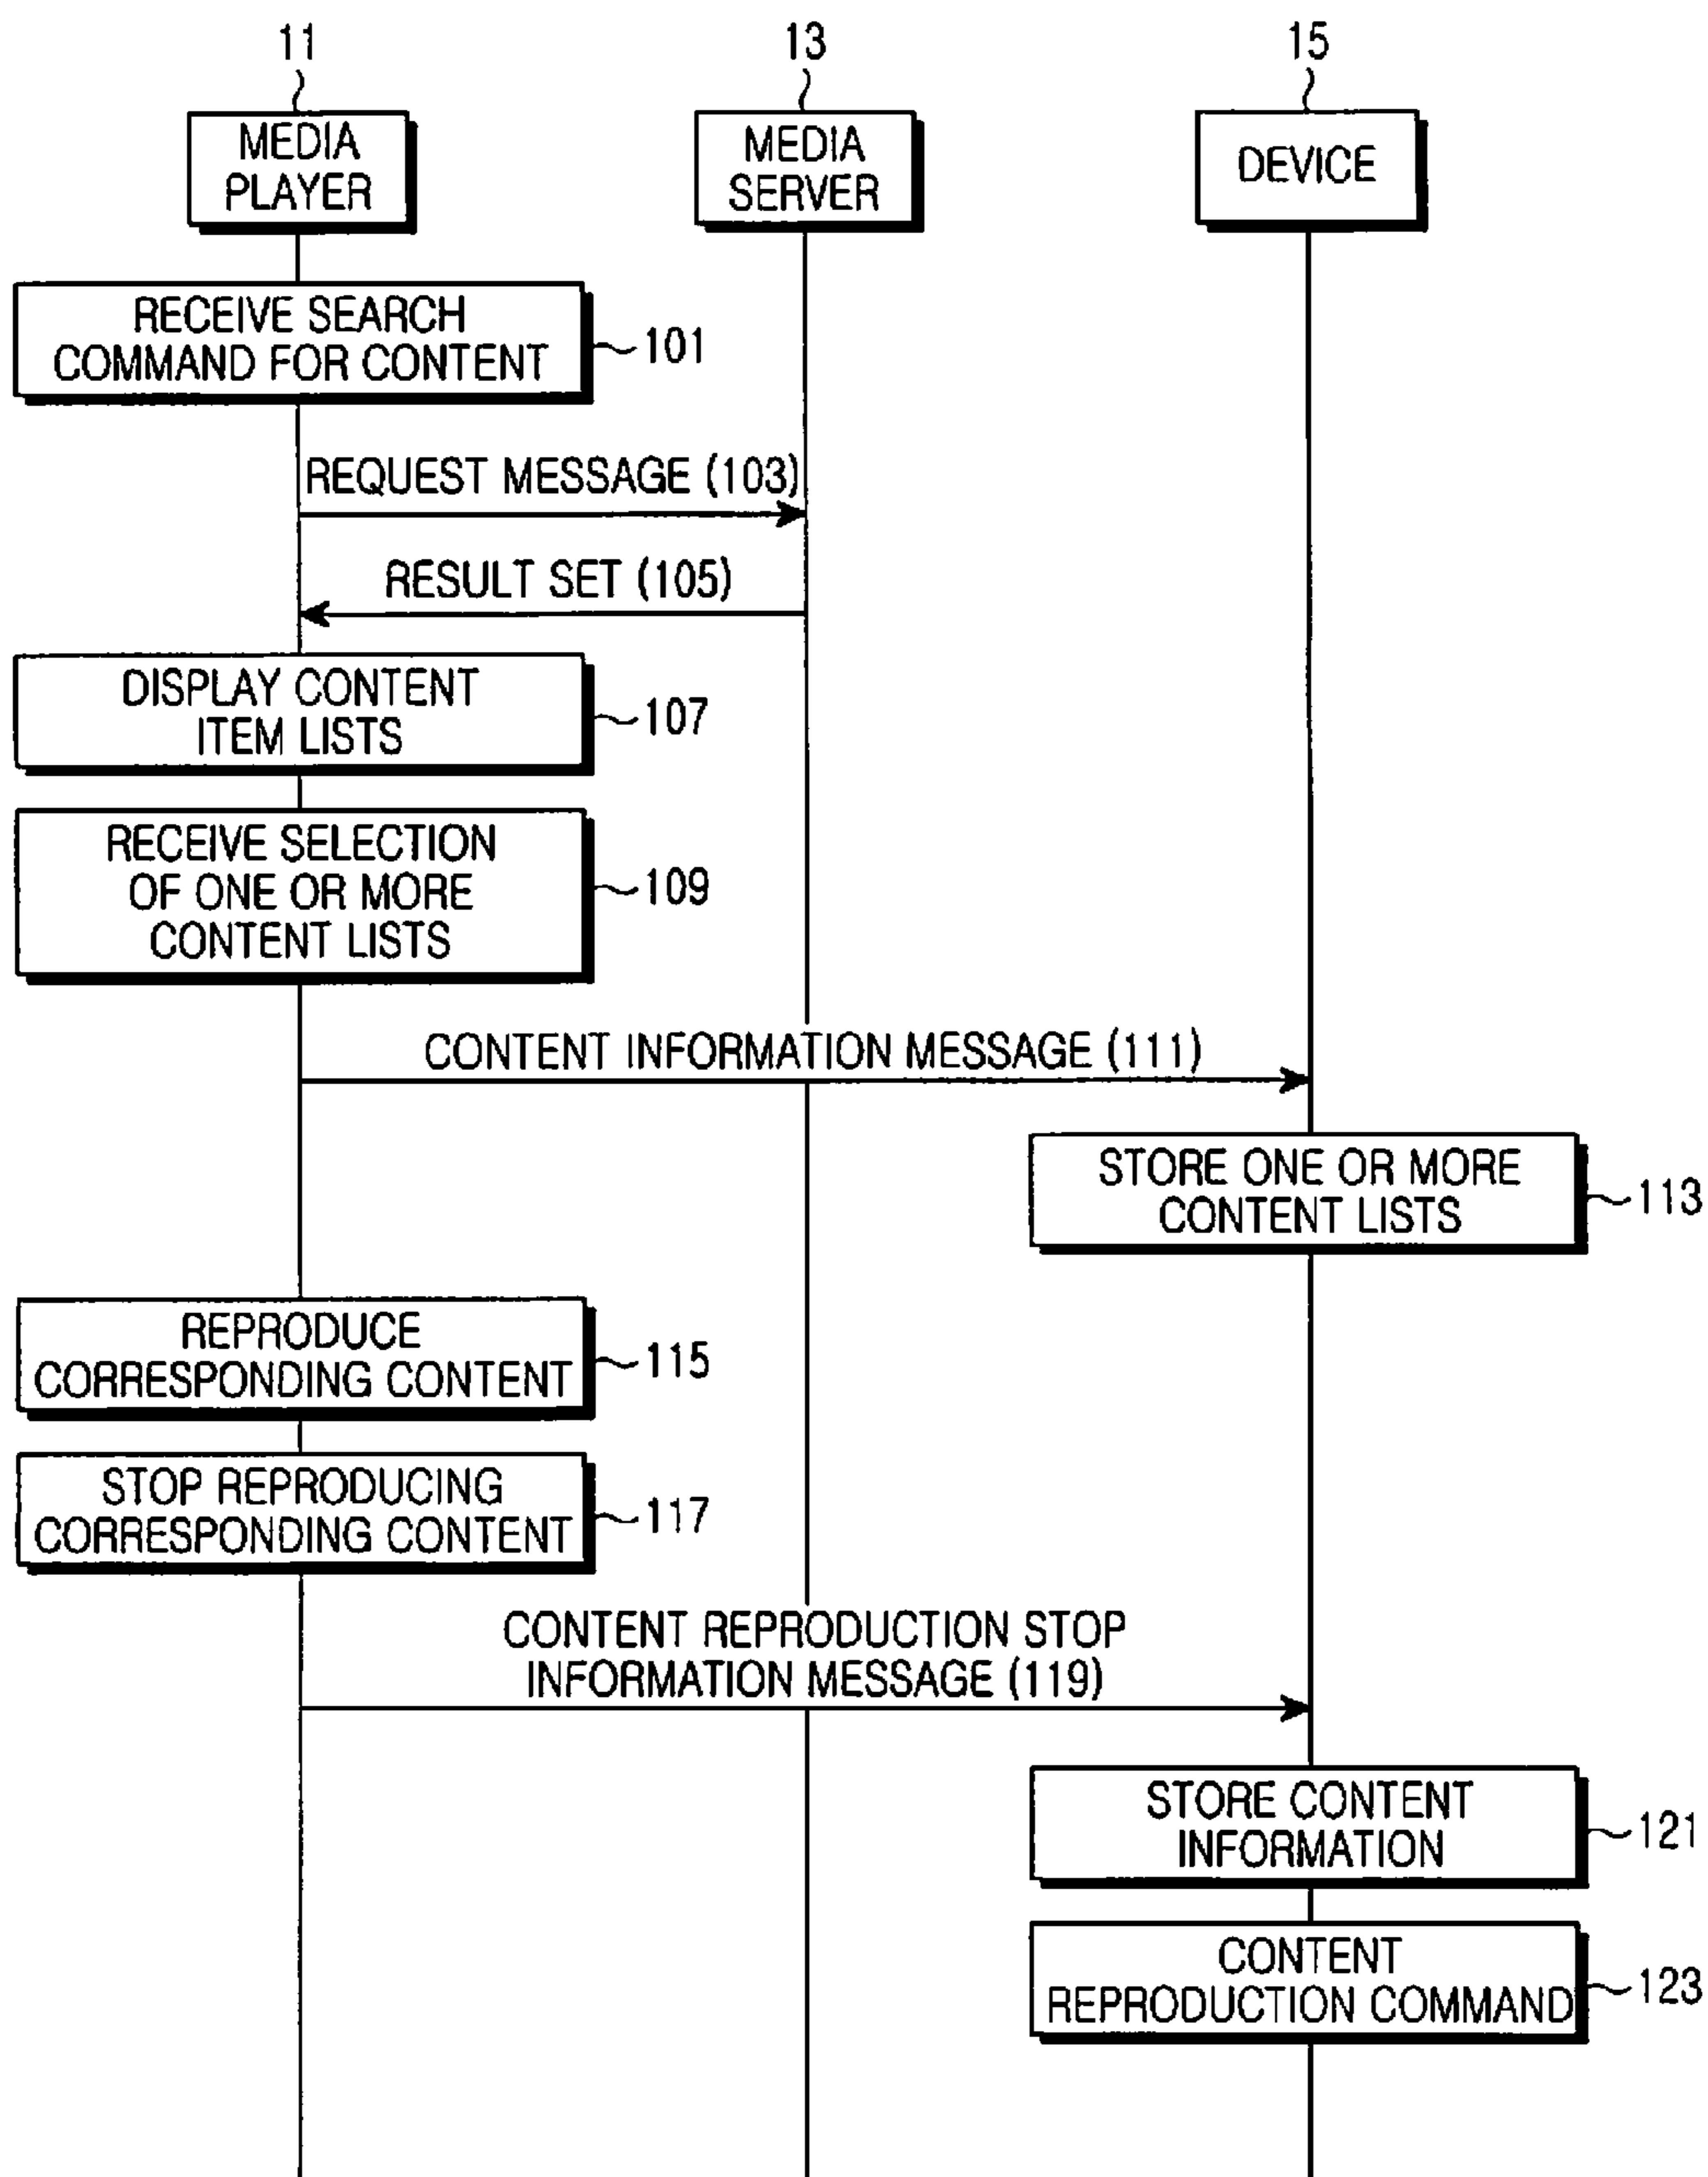 11
13
15
MEDIA
PLAYER
MEDIA
SERVER
DEVICE
RECEIVE SEARCH
COMMAND FOR CONTENT
101
REQUEST MESSAGE (103)
RESULT SET (105)
DISPLAY CONTENT
ITEM LISTS
107
RECEIVE SELECTION
OF ONE OR MORE
CONTENT LISTS
109
CONTENT INFORMATION MESSAGE (111)
STORE ONE OR MORE
CONTENT LISTS
113
REPRODUCE
CORRESPONDING CONTENT
115
STOP REPRODUCING
CORRESPONDING CONTENT
117
CONTENT REPRODUCTION STOP
INFORMATION MESSAGE (119)
STORE CONTENT
INFORMATION
121
CONTENT
REPRODUCTION COMMAND
123